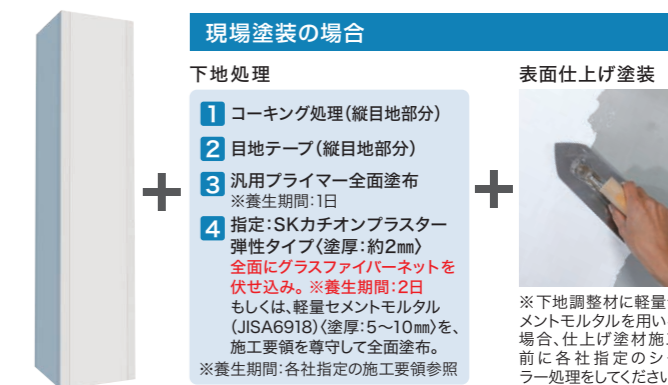 現場塗装の場合
下地処理
1 コーキング処理(縦目地部分)
2 目地テープ(縦目地部分)
3 汎用プライマー全面塗布
※養生期間:1日
4 指定:SKカチオンプラスター
弾性タイプ〈塗厚:約2㎜〉
全面にグラスファイバーネットを
伏せ込み。※養生期間:2日
もしくは、軽量セメントモルタル
(JISA6918)〈塗厚:5〜10㎜〉を、
施工要領を尊守して全面塗布。
※養生期間:各社指定の施工要領参照
表面仕上げ塗装
※下地調整材に軽量
メントモルタルを用い
場合、仕上げ塗材施
前に各社指定のシ
ラー処理をしてください